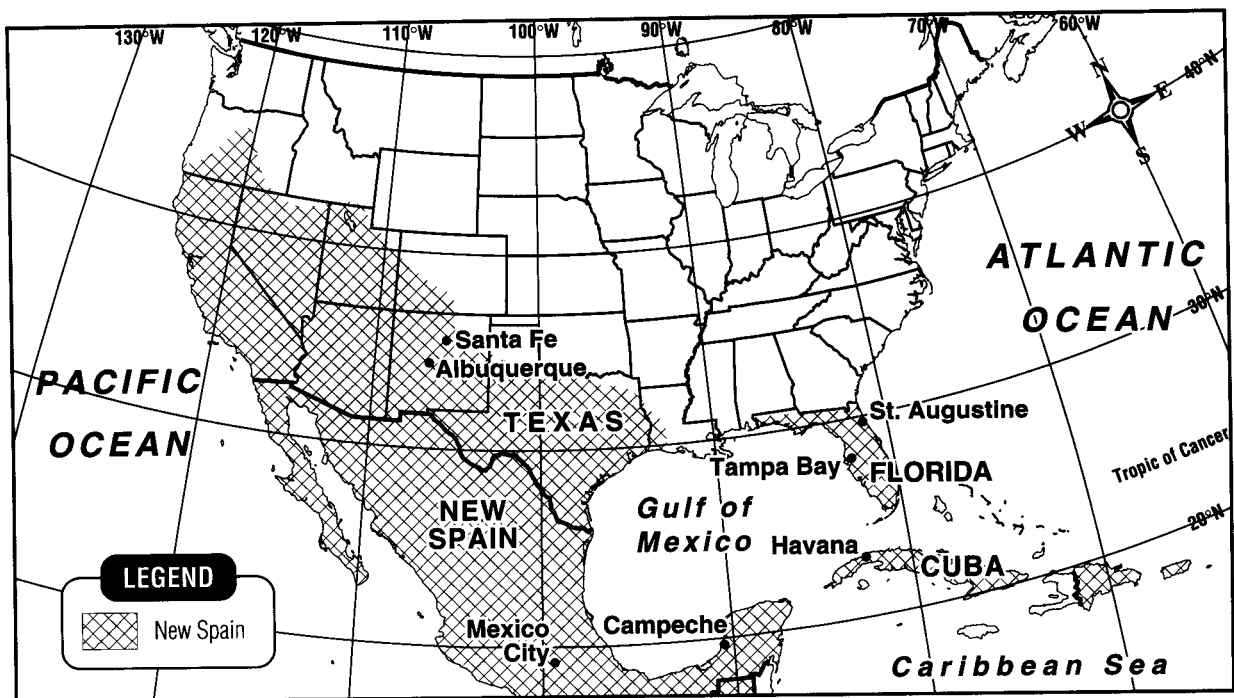 130°W
120°W
110°W
100°W
90°W
80°W
70°W
60°W
40°N
N
E
W
S
ATLANTIC
OCEAN
30°N
Santa Fe
Albuquerque
PACIFIC
OCEAN
TEXAS
St. Augustine
Tampa Bay
FLORIDA
Tropic of Cancer
NEW
SPAIN
Gulf of
Mexico
20°N
Havana
CUBA
LEGEND
New Spain
Mexico
City
Campeche
Caribbean Sea